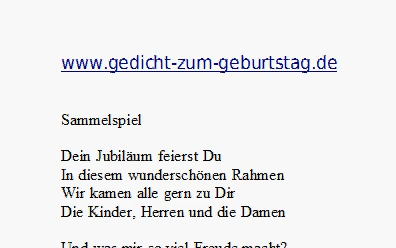 www.gedicht-zum-geburtstag.de
Sammelspiel
Dein Jubiläum feierst Du
In diesem wunderschönen Rahmen
Wir kamen alle gern zu Dir
Die Kinder, Herren und die Damen
Und was mir so viel Freude macht?